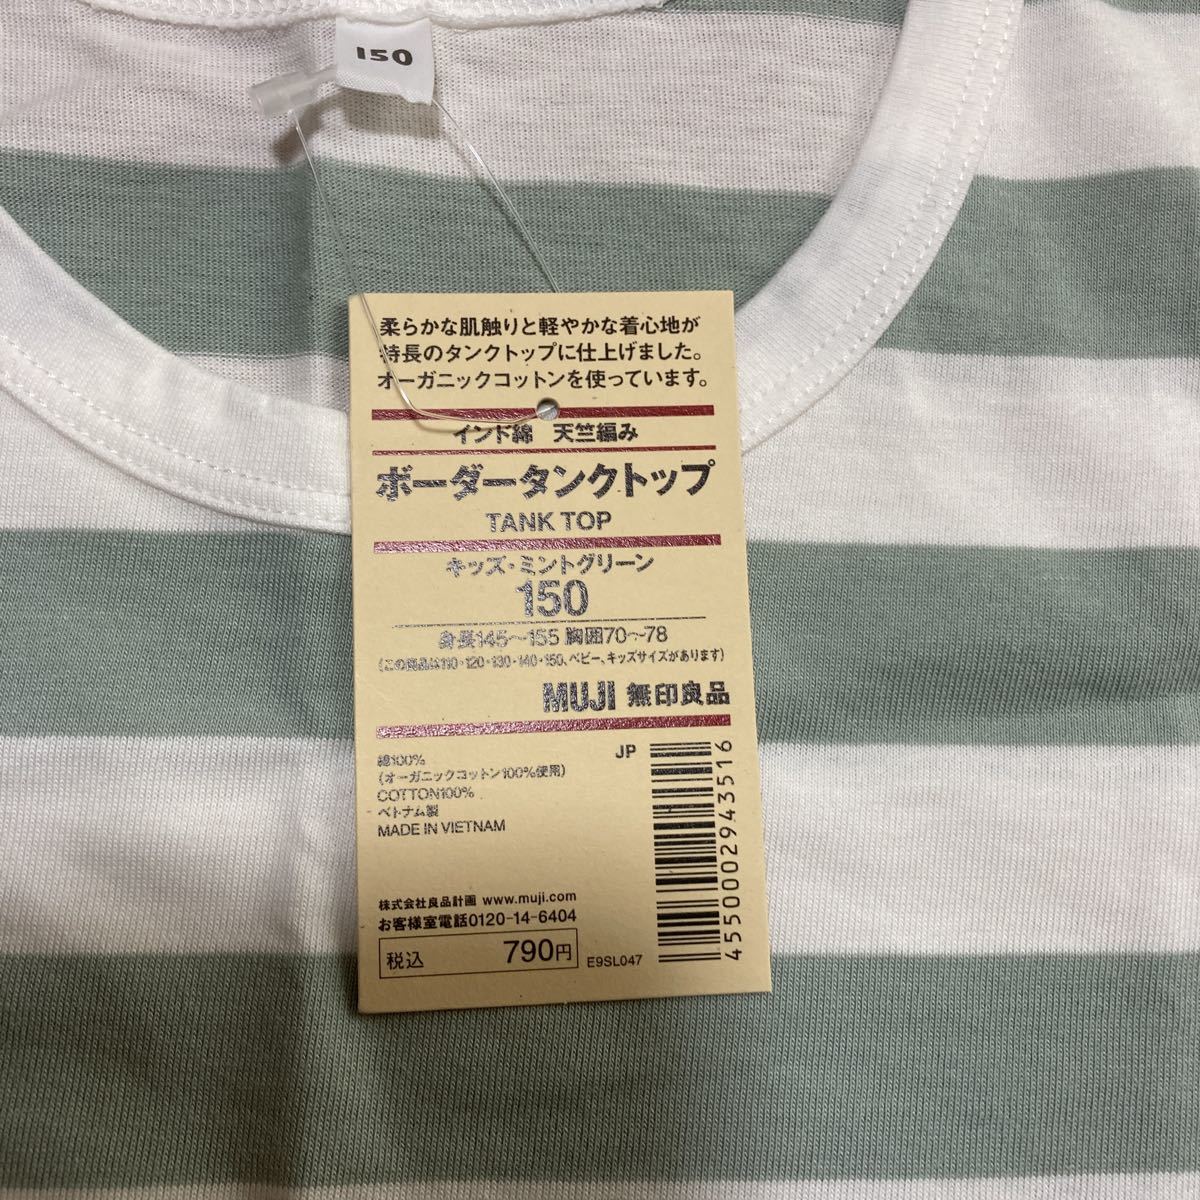 150
柔らかな肌触りと軽やかな着心地が
特長のタンクトップに仕上げました。
オーガニックコットンを使っています。
インド綿 天竺編み
ボーダータンクトップ
TANK TOP
キッズ・ミントグリーン
150
身長145〜155 胸囲70〜78
(この商品は110・120・130・140・150、ベビー、キッズサイズがあります)
MUJI 無印良品
JP
綿100%
(オーガニックコットン100%使用)
COTTON100%
ベトナム製
MADE IN VIETNAM
株式会社良品計画 www.muji.com
お客様室電話0120-14-6404
税込 790円
E9SL047
4550002943516